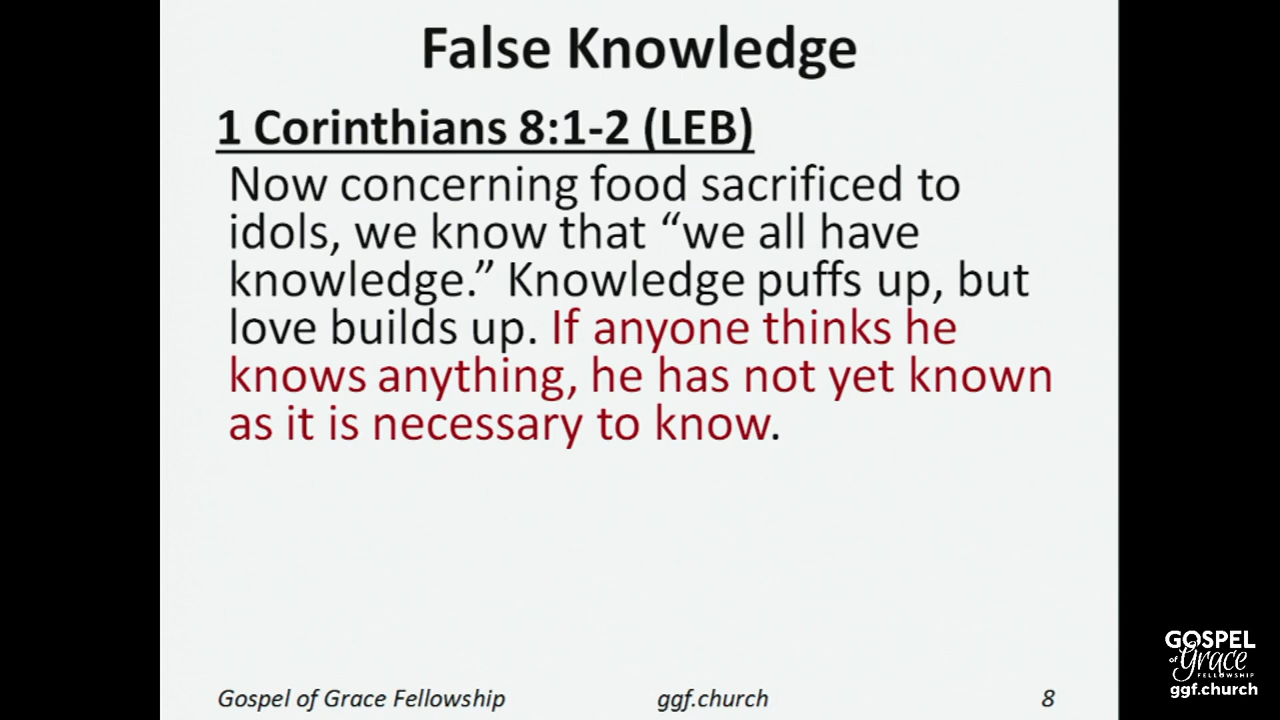 False Knowledge
1 Corinthians 8:1-2 (LEB)
Now concerning food sacrificed to
idols, we know that “we all have
knowledge.” Knowledge puffs up, but
love builds up. If anyone thinks he
knows anything, he has not yet known
as it is necessary to know.
Gospel of Grace Fellowship ggf.church 8
GOSPEL
of Grace
FELLOWSHIP
ggf.church